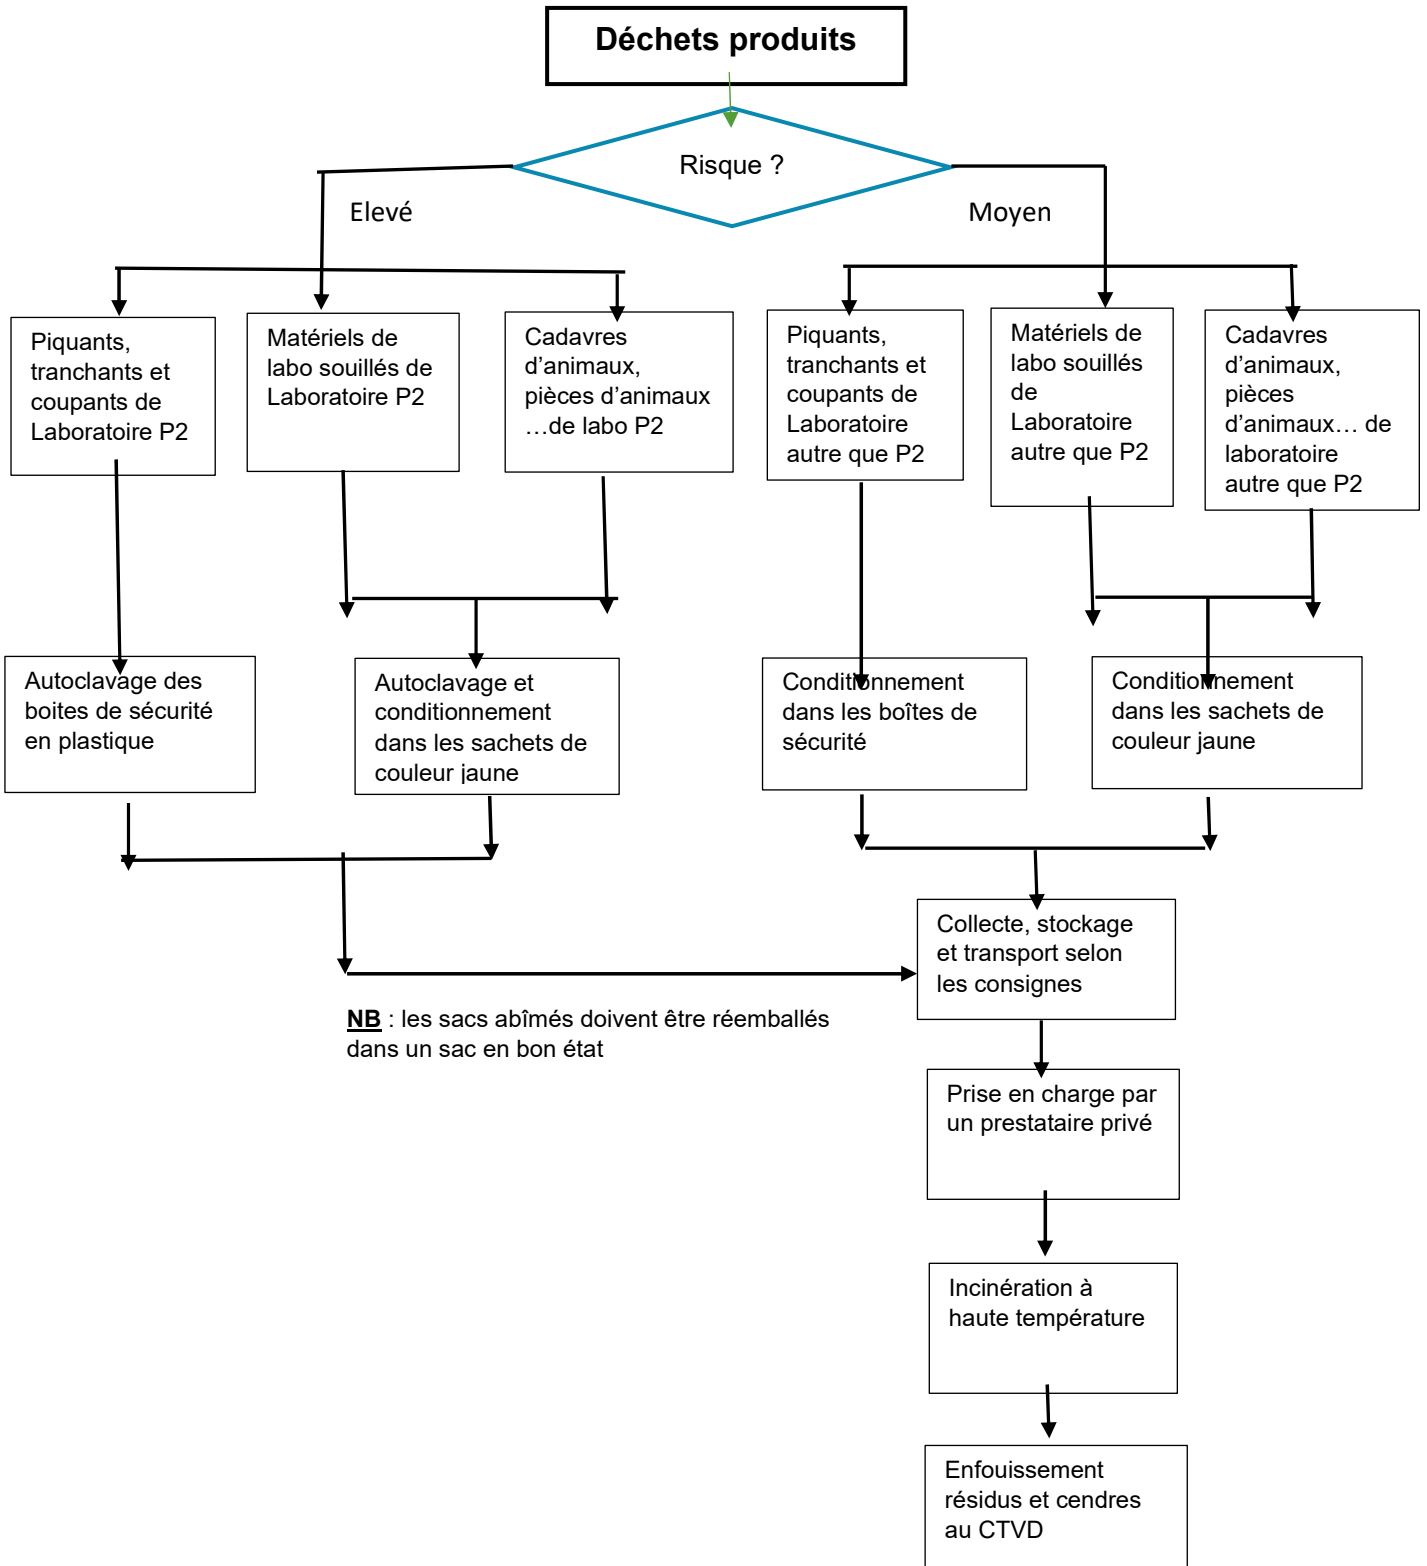 Déchets produits
Risque ?
Elevé
Moyen
Piquants,
tranchants et
coupants de
Laboratoire P2
Matériels de
labo souillés de
Laboratoire P2
Cadavres
d’animaux,
pièces d’animaux
…de labo P2
Piquants,
tranchants et
coupants de
Laboratoire
autre que P2
Matériels de
labo souillés
de
Laboratoire
autre que P2
Cadavres
d’animaux,
pièces
d’animaux… de
laboratoire
autre que P2
Autoclavage des
boites de sécurité
en plastique
Autoclavage et
conditionnement
dans les sachets de
couleur jaune
Conditionnement
dans les boîtes de
sécurité
Conditionnement
dans les sachets de
couleur jaune
Collecte, stockage
et transport selon
les consignes
NB : les sacs abîmés doivent être réemballés
dans un sac en bon état
Prise en charge par
un prestataire privé
Incinération à
haute température
Enfouissement
résidus et cendres
au CTVD